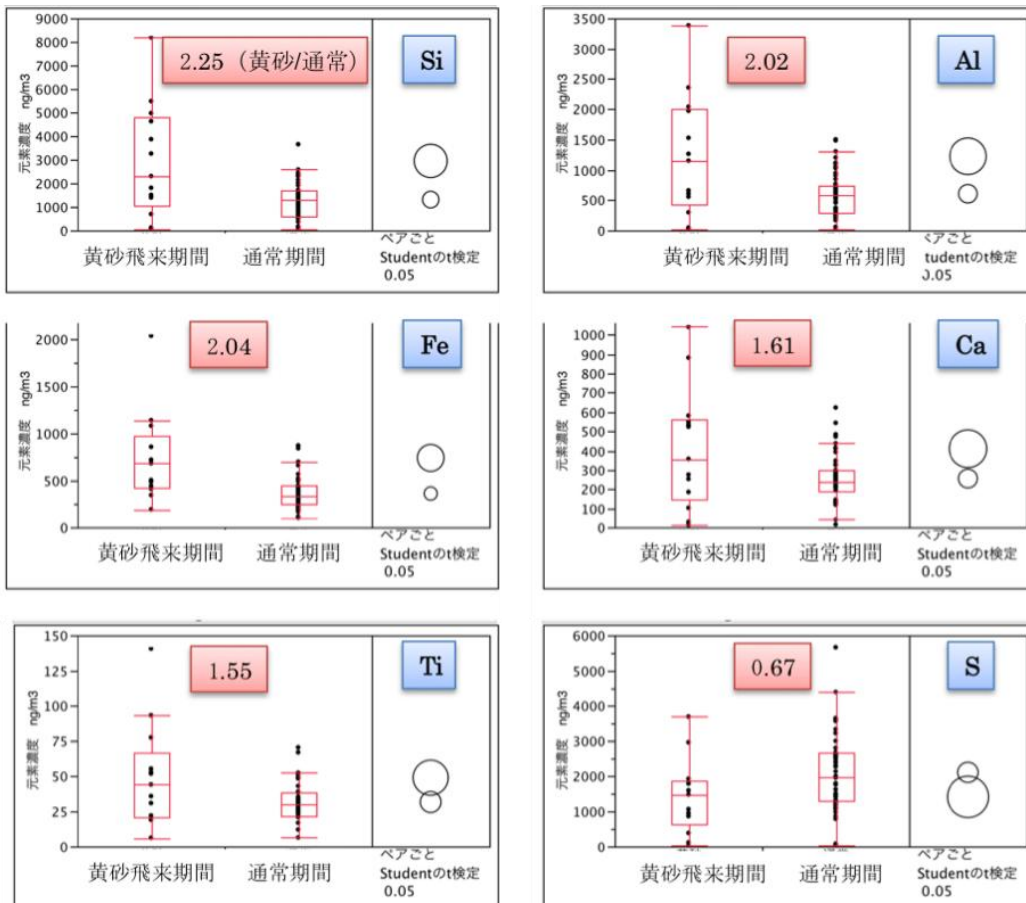 9000
8000
7000
6000
5000
4000
3000
2000
1000
0
元素濃度 ng/m3
2.25（黄砂/通常）
Si
黄砂飛来期間
通常期間
ペアごと
Studentのt検定
0.05
3500
3000
2500
2000
1500
1000
500
0
元素濃度 ng/m3
2.02
Al
黄砂飛来期間
通常期間
ペアごと
tudentのt検定
0.05
2000
1500
1000
500
0
元素濃度 ng/m3
2.04
Fe
黄砂飛来期間
通常期間
ペアごと
Studentのt検定
0.05
1000
900
800
700
600
500
400
300
200
100
0
元素濃度 ng/m3
1.61
Ca
黄砂飛来期間
通常期間
ペアごと
Studentのt検定
0.05
150
125
100
75
50
25
0
元素濃度 ng/m3
1.55
Ti
黄砂飛来期間
通常期間
ペアごと
Studentのt検定
0.05
6000
5000
4000
3000
2000
1000
0
元素濃度 ng/m3
0.67
S
黄砂飛来期間
通常期間
ペアごと
Studentのt検定
0.05